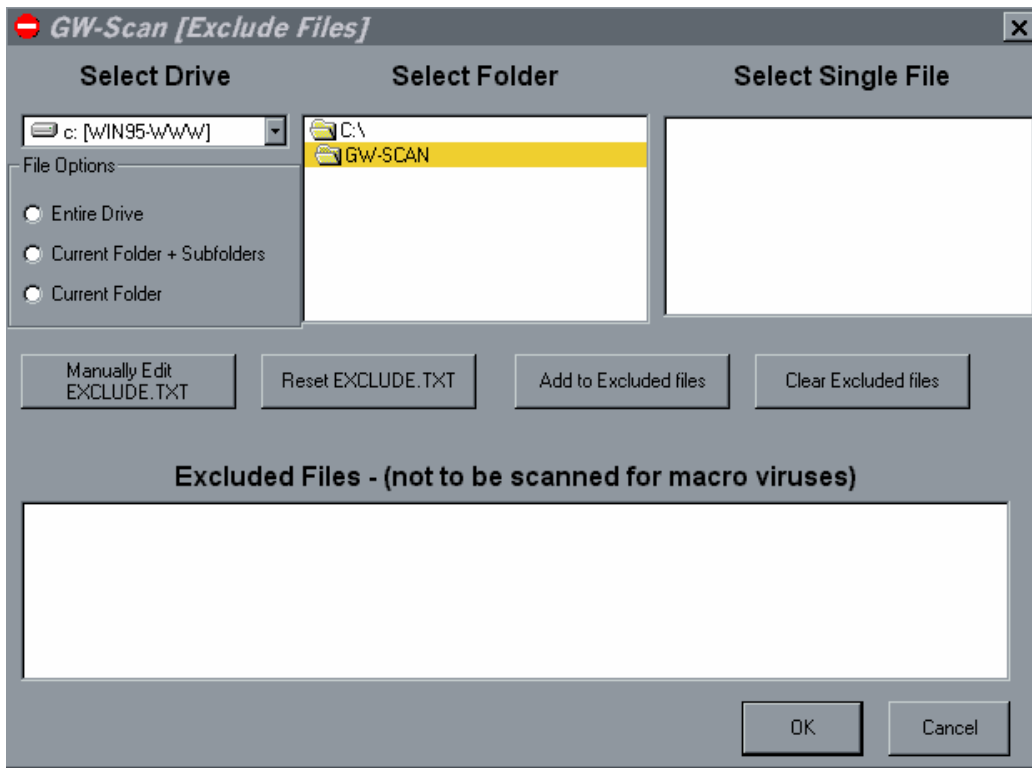 GW-Scan [Exclude Files]
Select Drive
Select Folder
Select Single File
c: [WIN95-WWW]
C:\
GW-SCAN
File Options
Entire Drive
Current Folder + Subfolders
Current Folder
Manually Edit
EXCLUDE.TXT
Reset EXCLUDE.TXT
Add to Excluded files
Clear Excluded files
Excluded Files - (not to be scanned for macro viruses)
OK
Cancel